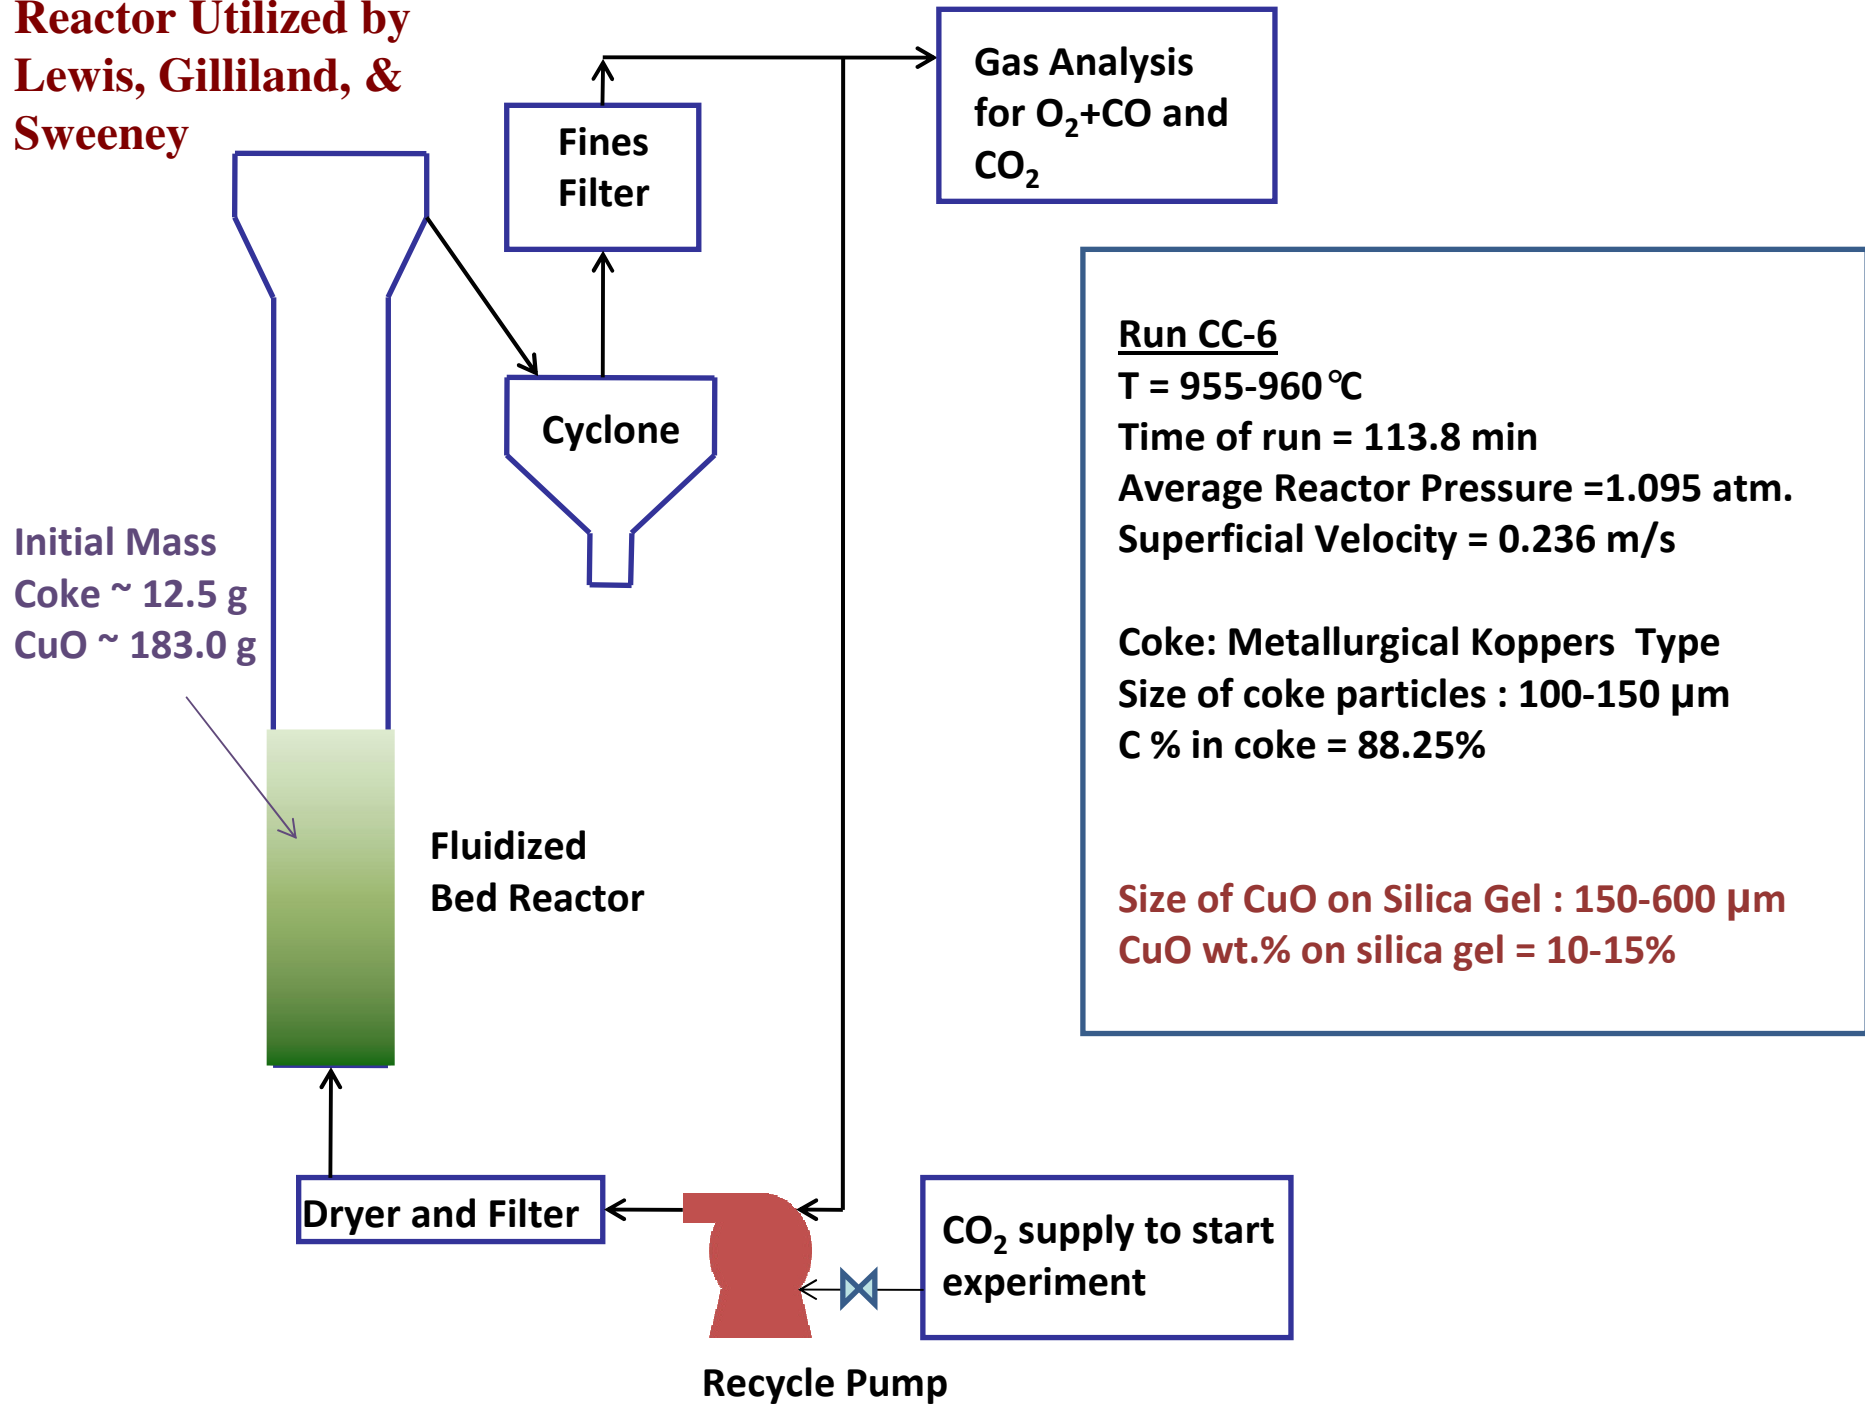 Reactor Utilized by
Lewis, Gilliland, &
Sweeney
Fines
Filter
Gas Analysis
for O₂+CO and
CO₂
Cyclone
Initial Mass
Coke ~ 12.5 g
CuO ~ 183.0 g
Fluidized
Bed Reactor
Run CC-6
T = 955-960℃
Time of run = 113.8 min
Average Reactor Pressure =1.095 atm.
Superficial Velocity = 0.236 m/s
Coke: Metallurgical Koppers Type
Size of coke particles : 100-150 µm
C % in coke = 88.25%
Size of CuO on Silica Gel : 150-600 µm
CuO wt.% on silica gel = 10-15%
Dryer and Filter
CO₂ supply to start
experiment
Recycle Pump